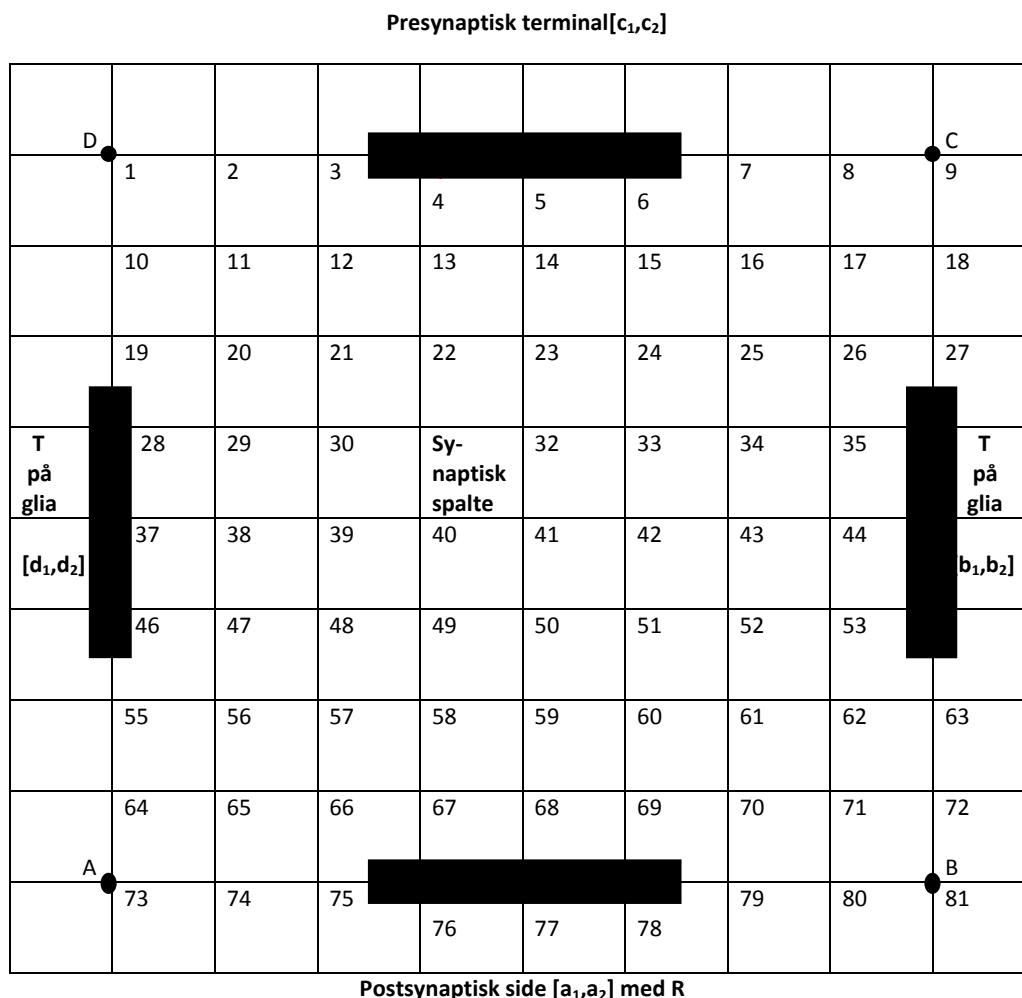 Presynaptisk terminal[c₁,c₂]
D C
1 2 3 7 8 9
4 5 6
10 11 12 13 14 15 16 17 18
19 20 21 22 23 24 25 26 27
T 28 29 30 Sy- 32 33 34 35 T
på naptisk på
glia spalte glia
37 38 39 40 41 42 43 44
[d₁,d₂] b₁,b₂]
46 47 48 49 50 51 52 53
55 56 57 58 59 60 61 62 63
64 65 66 67 68 69 70 71 72
A B
73 74 75 79 80 81
76 77 78
Postsynaptisk side [a₁,a₂] med R